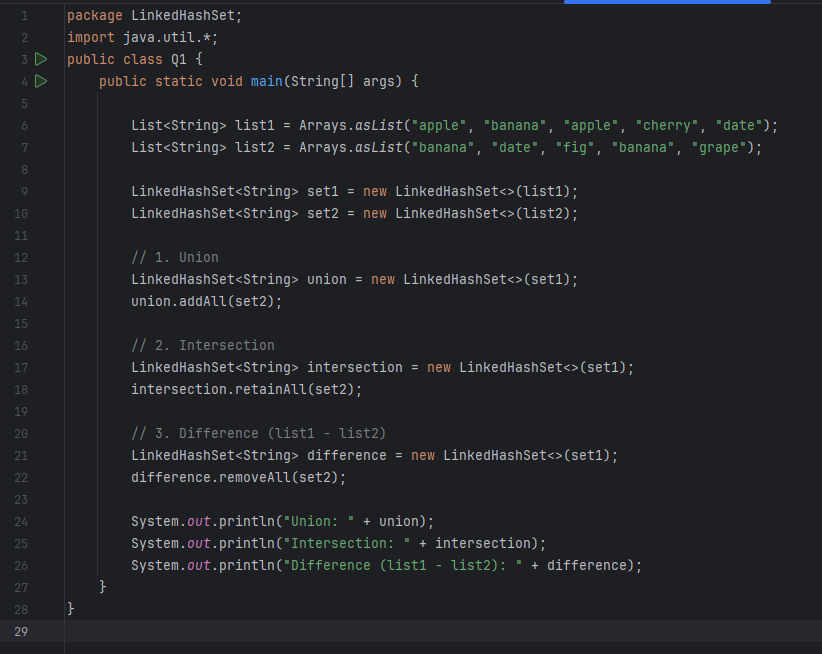 1 package LinkedHashSet;
2 import java.util.*;
3 public class Q1 {
4     public static void main(String[] args) {
5
6         List<String> list1 = Arrays.asList("apple", "banana", "apple", "cherry", "date");
7         List<String> list2 = Arrays.asList("banana", "date", "fig", "banana", "grape");
8
9         LinkedHashSet<String> set1 = new LinkedHashSet<>(list1);
10         LinkedHashSet<String> set2 = new LinkedHashSet<>(list2);
11
12         // 1. Union
13         LinkedHashSet<String> union = new LinkedHashSet<>(set1);
14         union.addAll(set2);
15
16         // 2. Intersection
17         LinkedHashSet<String> intersection = new LinkedHashSet<>(set1);
18         intersection.retainAll(set2);
19
20         // 3. Difference (list1 - list2)
21         LinkedHashSet<String> difference = new LinkedHashSet<>(set1);
22         difference.removeAll(set2);
23
24         System.out.println("Union: " + union);
25         System.out.println("Intersection: " + intersection);
26         System.out.println("Difference (list1 - list2): " + difference);
27     }
28 }
29